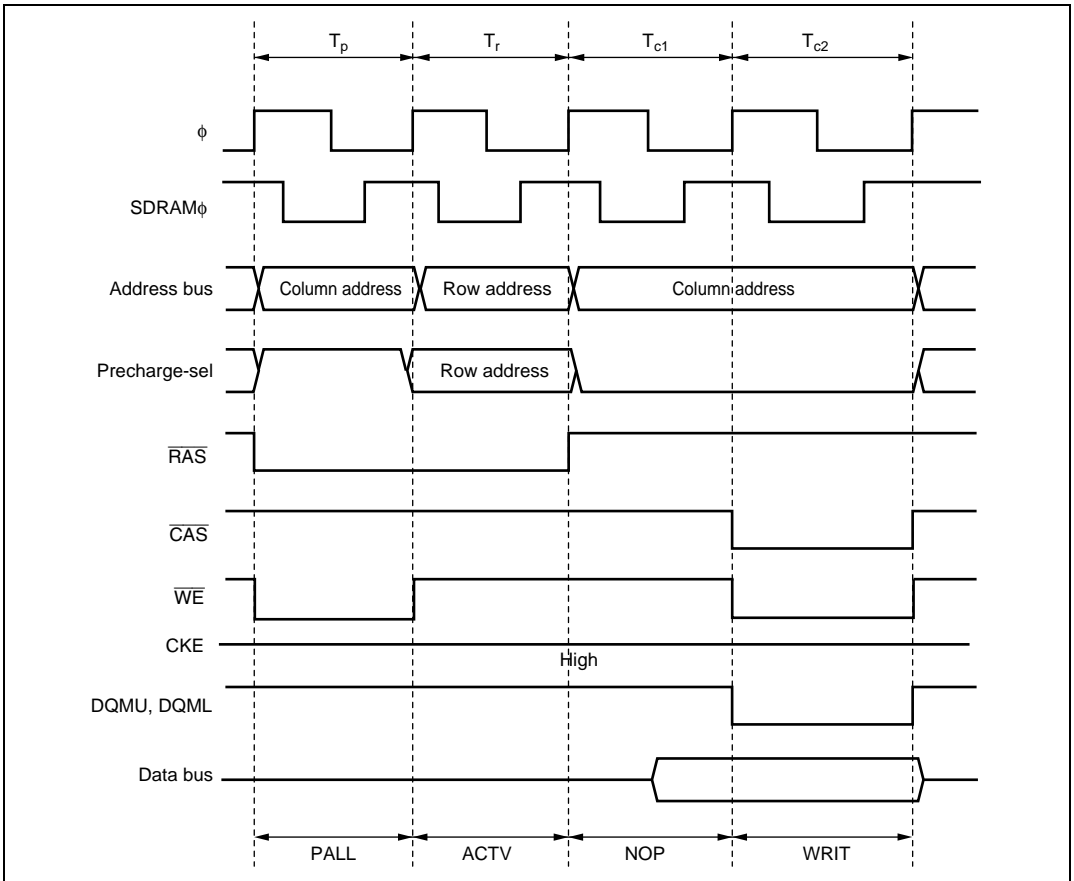 Tp Tr Tc1 Tc2
ϕ
SDRAMϕ
Address bus Column address Row address Column address
Precharge-sel Row address
RAS
CAS
WE
CKE
High
DQMU, DQML
Data bus
PALL ACTV NOP WRIT